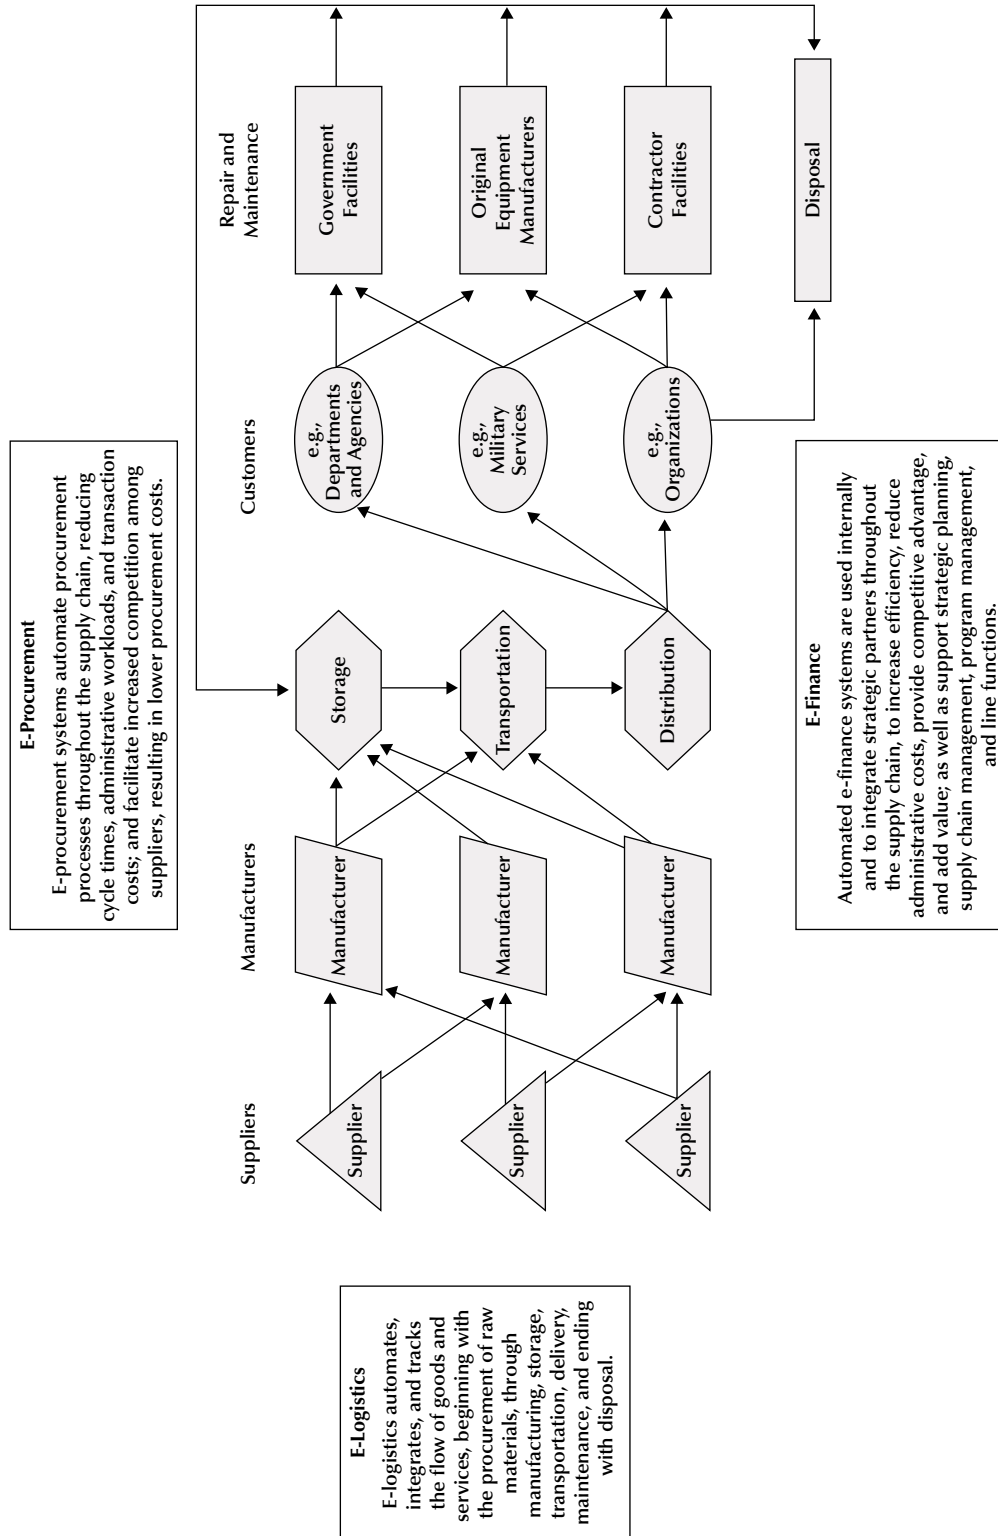 E-Procurement
E-procurement systems automate procurement
processes throughout the supply chain, reducing
cycle times, administrative workloads, and transaction
costs; and facilitate increased competition among
suppliers, resulting in lower procurement costs.
E-Logistics
E-logistics automates,
integrates, and tracks
the flow of goods and
services, beginning with
the procurement of raw
materials, through
manufacturing, storage,
transportation, delivery,
maintenance, and ending
with disposal.
Suppliers
Supplier
Supplier
Supplier
Manufacturers
Manufacturer
Manufacturer
Manufacturer
Storage
Transportation
Distribution
Customers
e.g.,
Departments
and Agencies
e.g.,
Military
Services
e.g.,
Organizations
Repair and
Maintenance
Government
Facilities
Original
Equipment
Manufacturers
Contractor
Facilities
Disposal
E-Finance
Automated e-finance systems are used internally
and to integrate strategic partners throughout
the supply chain, to increase efficiency, reduce
administrative costs, provide competitive advantage,
and add value; as well as support strategic planning,
supply chain management, program management,
and line functions.